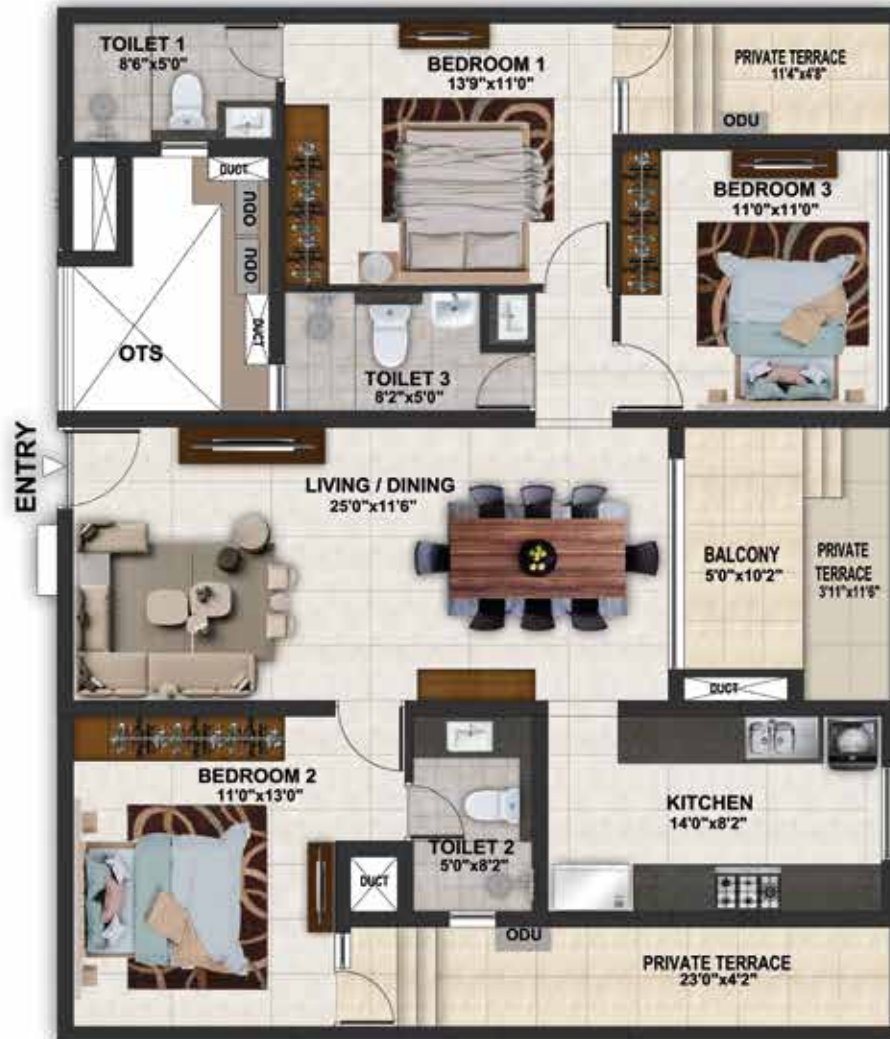 TOILET 1
8'6"x5'0"
BEDROOM 1
13'9"x11'0"
PRIVATE TERRACE
11'4"x4'8"
ODU
DUCT
ODU
ODU
DUCT
OTS
BEDROOM 3
11'0"x11'0"
TOILET 3
8'2"x5'0"
ENTRY
LIVING / DINING
25'0"x11'6"
BALCONY
5'0"x10'2"
PRIVATE
TERRACE
3'11"x11'6"
DUCT
BEDROOM 2
11'0"x13'0"
KITCHEN
14'0"x8'2"
TOILET 2
5'0"x8'2"
DUCT
ODU
PRIVATE TERRACE
23'0"x4'2"